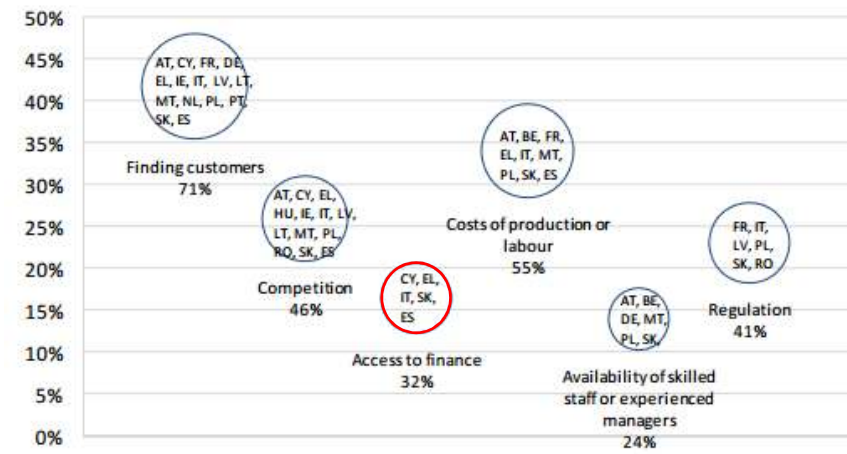 50%
45%
40%
35%
30%
25%
20%
15%
10%
5%
0%
AT, CY, FR, DE,
EL, IE, IT, LV, LT,
MT, NL, PL, PT,
SK, ES
Finding customers
71%
AT, CY, EL,
HU, IE, IT, LV,
LT, MT, PL,
RO, SK, ES
Competition
46%
CY, EL,
IT, SK,
ES
Access to finance
32%
AT, BE, FR,
EL, IT, MT,
PL, SK, ES
Costs of production or
labour
55%
AT, BE,
DE, MT,
PL, SK,
Availability of skilled
staff or experienced
managers
24%
FR, IT,
LV, PL,
SK, RO
Regulation
41%